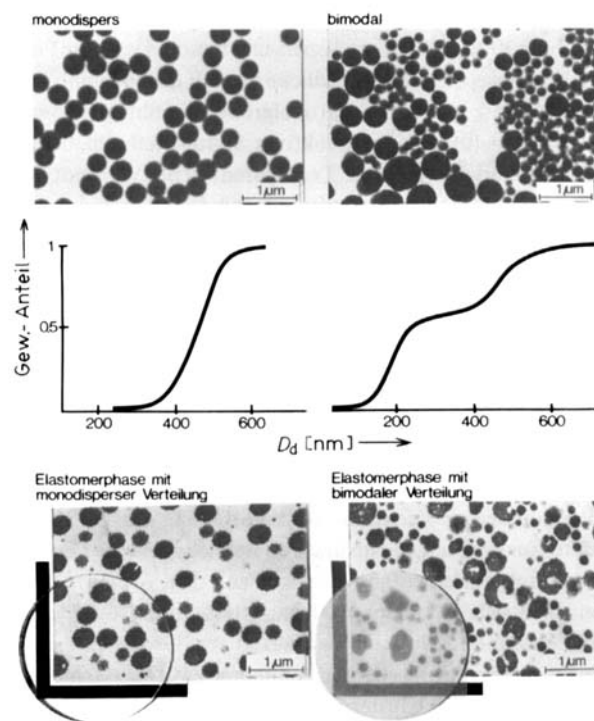 monodispers
bimodal
1µm
1µm
Gew.-Anteil
1
0.5
200
400
600
200
400
600
D_d [nm]
Elastomerphase mit
monodisperser Verteilung
Elastomerphase mit
bimodaler Verteilung
1µm
1µm